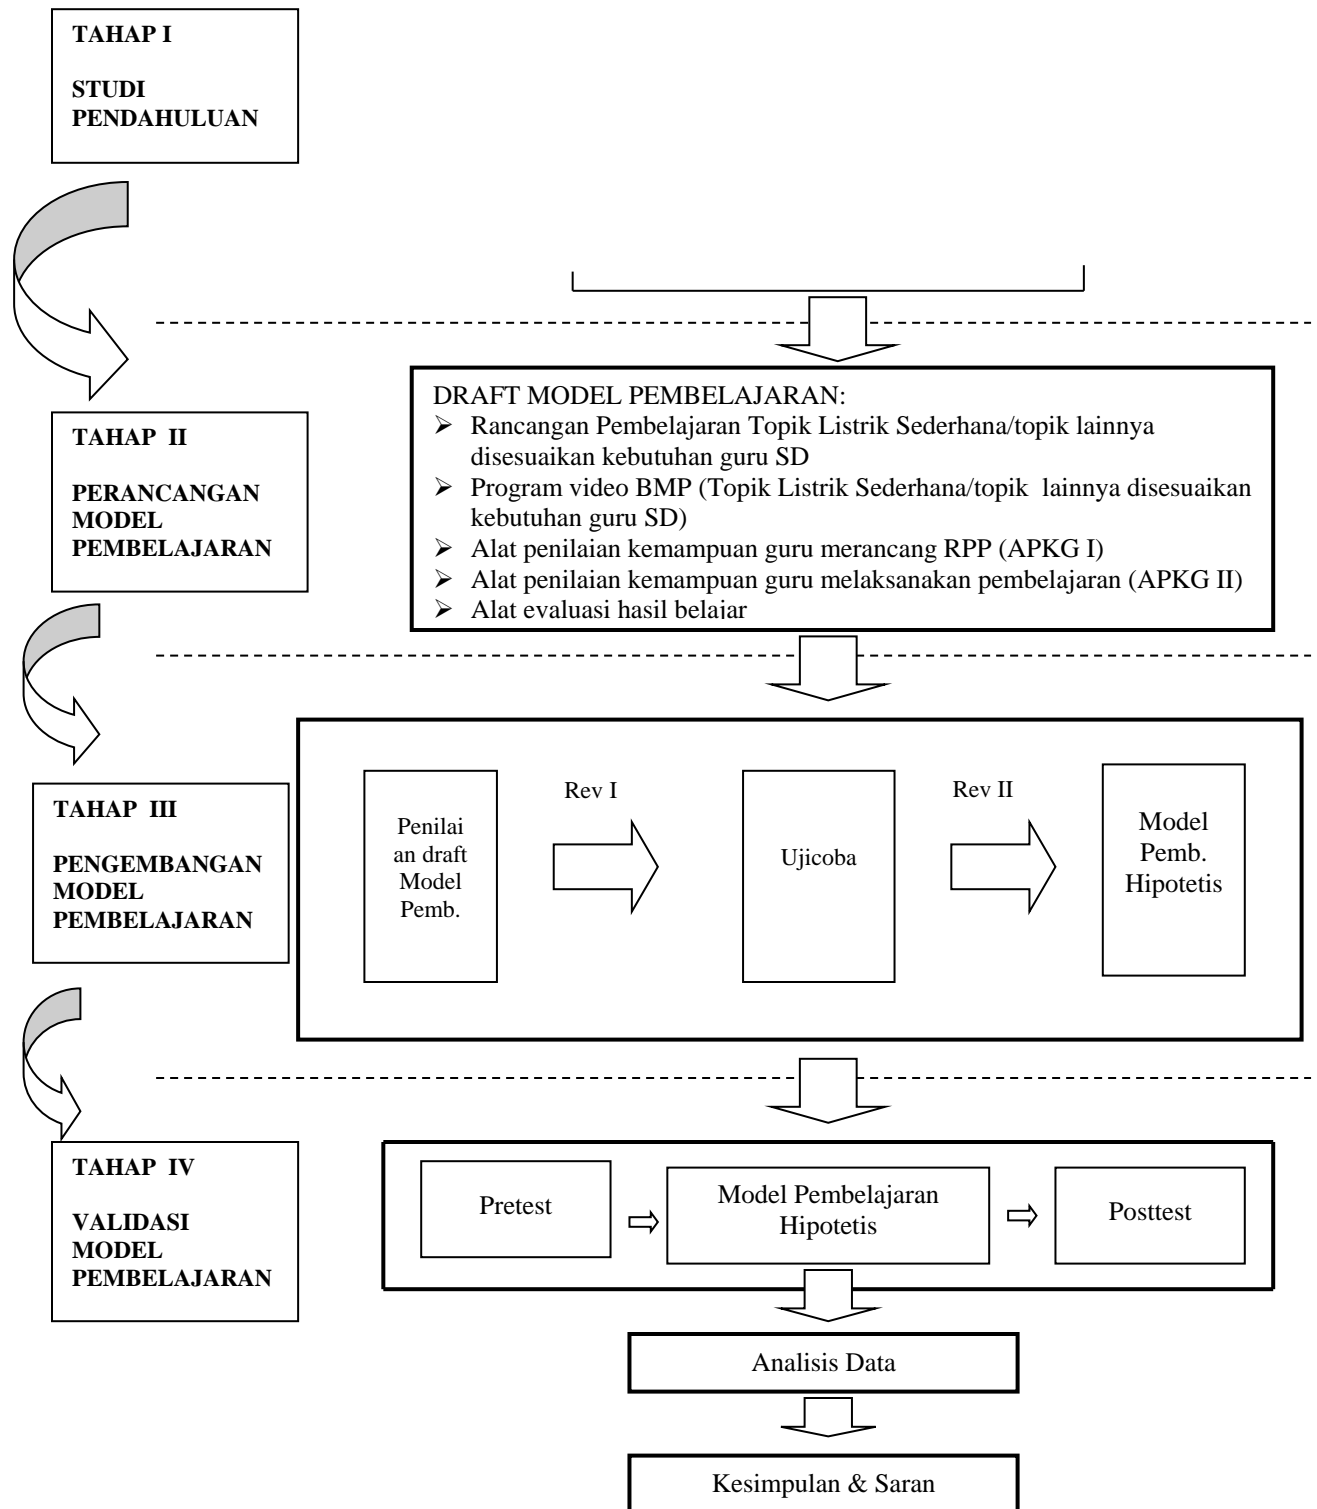 TAHAP I
STUDI
PENDAHULUAN
TAHAP II
PERANCANGAN
MODEL
PEMBELAJARAN
DRAFT MODEL PEMBELAJARAN:
➢ Rancangan Pembelajaran Topik Listrik Sederhana/topik lainnya
disesuaikan kebutuhan guru SD
➢ Program video BMP (Topik Listrik Sederhana/topik lainnya disesuaikan
kebutuhan guru SD)
➢ Alat penilaian kemampuan guru merancang RPP (APKG I)
➢ Alat penilaian kemampuan guru melaksanakan pembelajaran (APKG II)
➢ Alat evaluasi hasil belajar
TAHAP III
PENGEMBANGAN
MODEL
PEMBELAJARAN
Penilai
an draft
Model
Pemb.
Rev I
Ujicoba
Rev II
Model
Pemb.
Hipotetis
TAHAP IV
VALIDASI
MODEL
PEMBELAJARAN
Pretest
Model Pembelajaran
Hipotetis
Posttest
Analisis Data
Kesimpulan & Saran